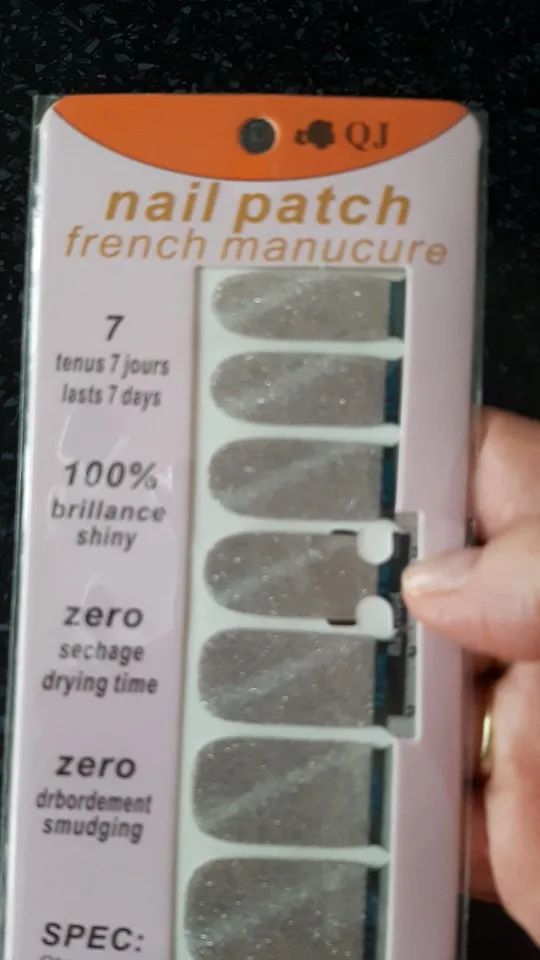 QJ
nail patch
french manucure
7
tenus 7 jours
lasts 7 days
100%
brillance
shiny
zero
sechage
drying time
zero
drbordement
smudging
SPEC: